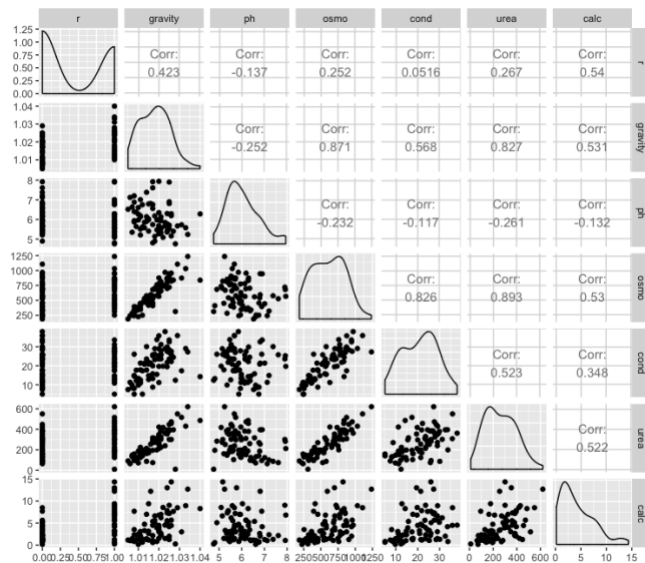 r gravity ph osmo cond urea calc
1.25
1.00
0.75
0.50
0.25
0.00
Corr:
0.423
Corr:
-0.137
Corr:
0.252
Corr:
0.0516
Corr:
0.267
Corr:
0.54
r
1.04
1.03
1.02
1.01
Corr:
-0.252
Corr:
0.871
Corr:
0.568
Corr:
0.827
Corr:
0.531
gravity
8
7
6
5
Corr:
-0.232
Corr:
-0.117
Corr:
-0.261
Corr:
-0.132
ph
1250
1000
750
500
250
Corr:
0.826
Corr:
0.893
Corr:
0.53
osmo
30
20
10
Corr:
0.523
Corr:
0.348
cond
600
400
200
0
Corr:
0.522
urea
15
10
5
0
calc
0.00 0.25 0.50 0.75 1.00 1.01 1.02 1.03 1.04 5 6 7 8 250 500 750 1000 1250 10 20 30 0 200 400 600 0 5 10 15